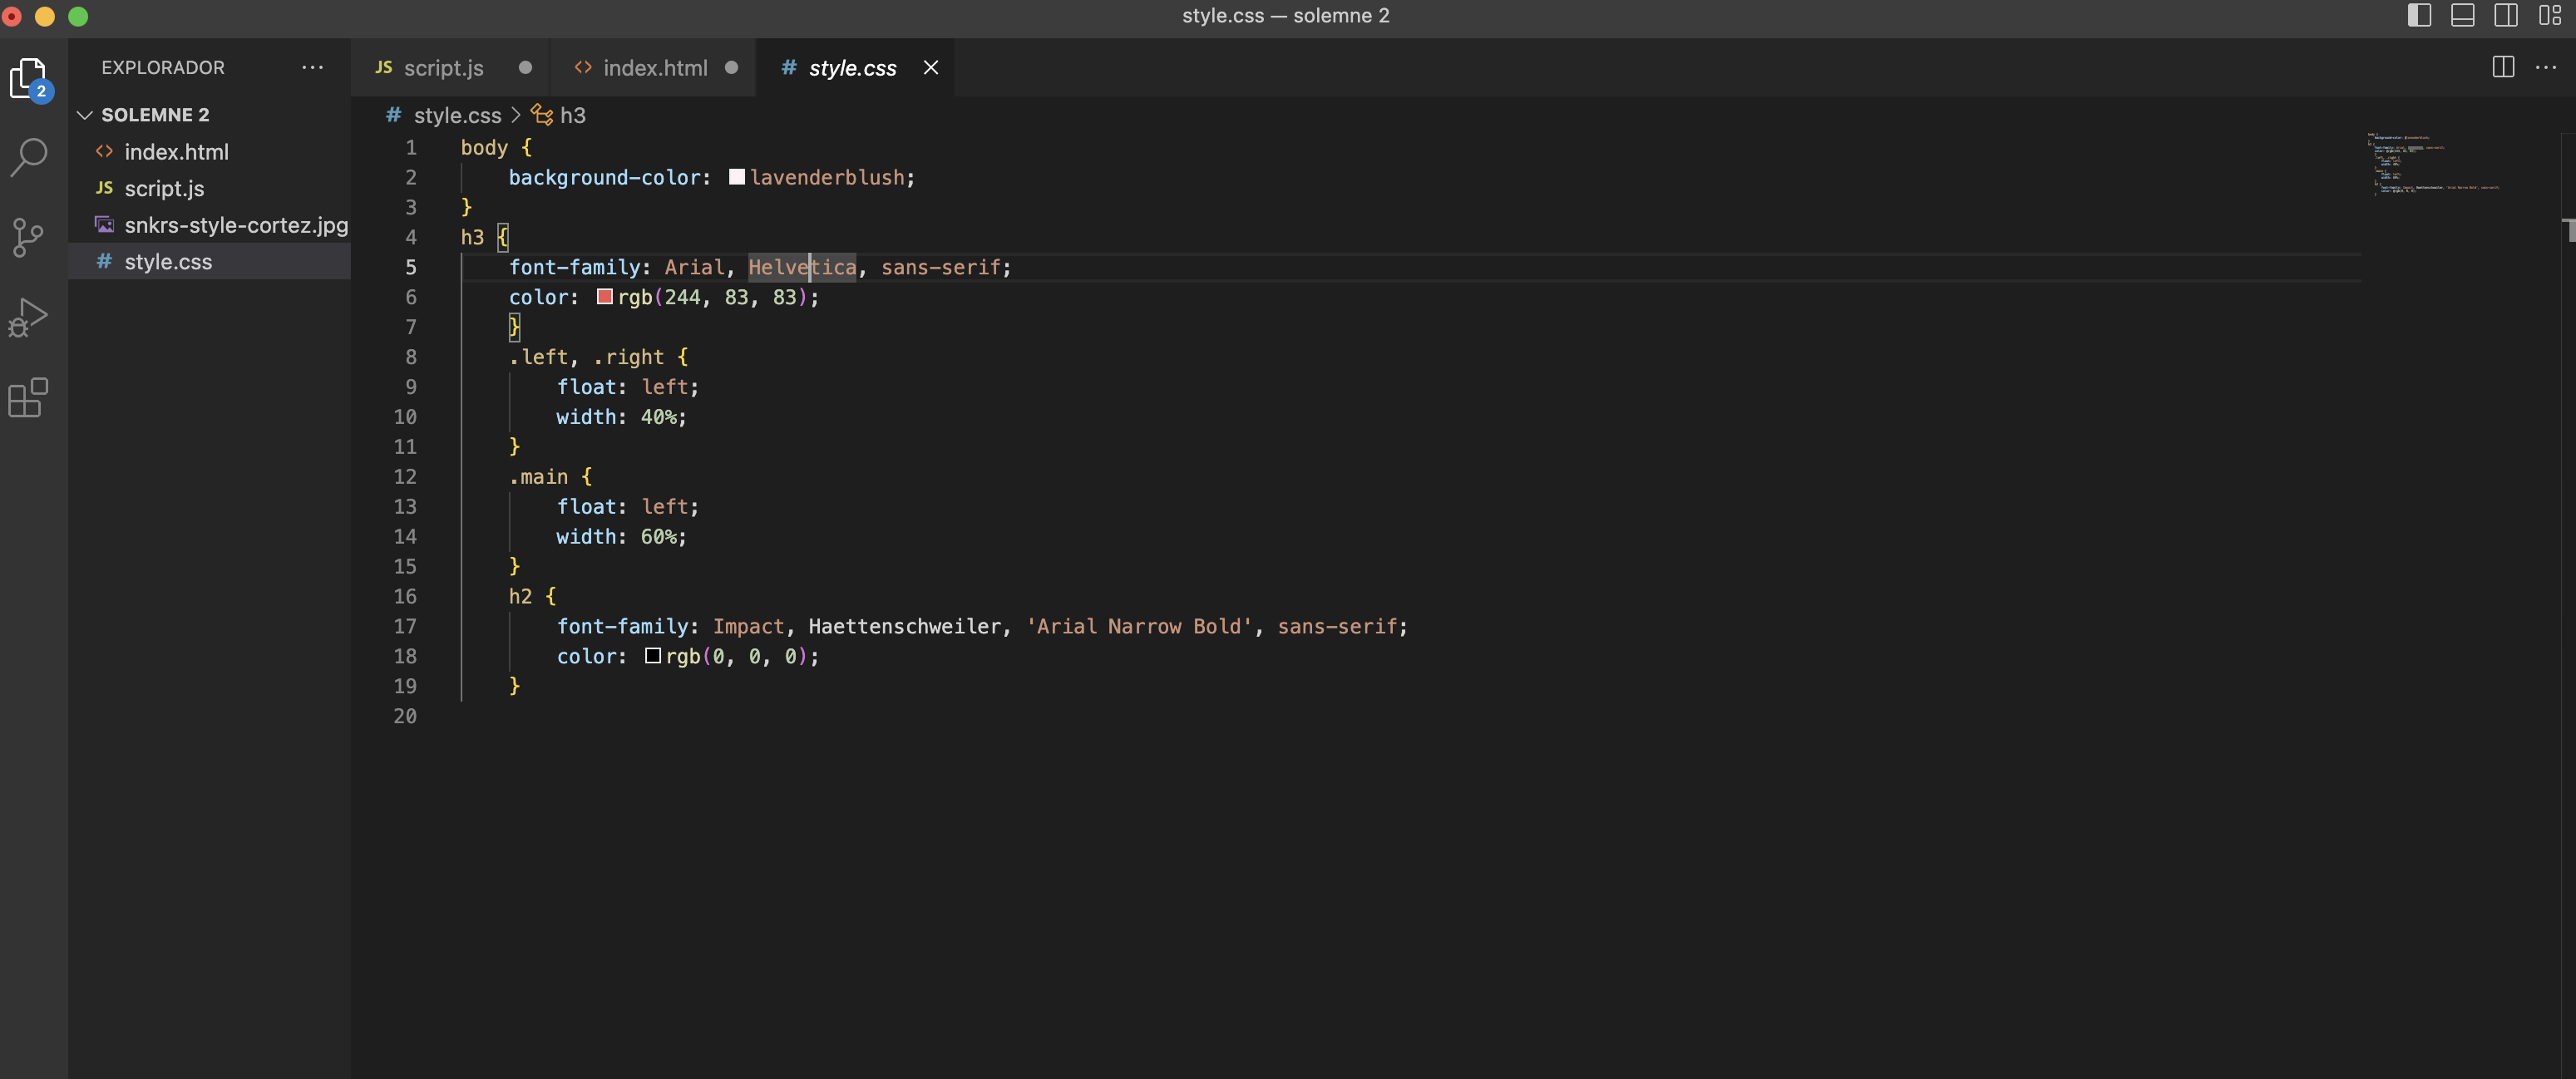 style.css — solemne 2
EXPLORADOR
SOLEMNE 2
index.html
JS script.js
snkrs-style-cortez.jpg
# style.css
2
JS script.js
<> index.html
# style.css
# style.css > h3
1 body {
2 background-color: lavenderblush;
3 }
4 h3 {
5 font-family: Arial, Helvetica, sans-serif;
6 color: rgb(244, 83, 83);
7 }
8 .left, .right {
9 float: left;
10 width: 40%;
11 }
12 .main {
13 float: left;
14 width: 60%;
15 }
16 h2 {
17 font-family: Impact, Haettenschweiler, 'Arial Narrow Bold', sans-serif;
18 color: rgb(0, 0, 0);
19 }
20